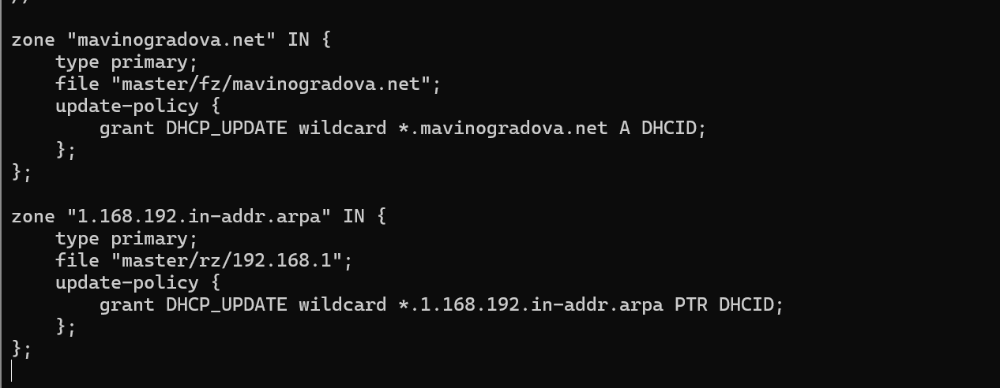 //
zone "mavinogradova.net" IN {
    type primary;
    file "master/fz/mavinogradova.net";
    update-policy {
        grant DHCP_UPDATE wildcard *.mavinogradova.net A DHCID;
    };
};
zone "1.168.192.in-addr.arpa" IN {
    type primary;
    file "master/rz/192.168.1";
    update-policy {
        grant DHCP_UPDATE wildcard *.1.168.192.in-addr.arpa PTR DHCID;
    };
};